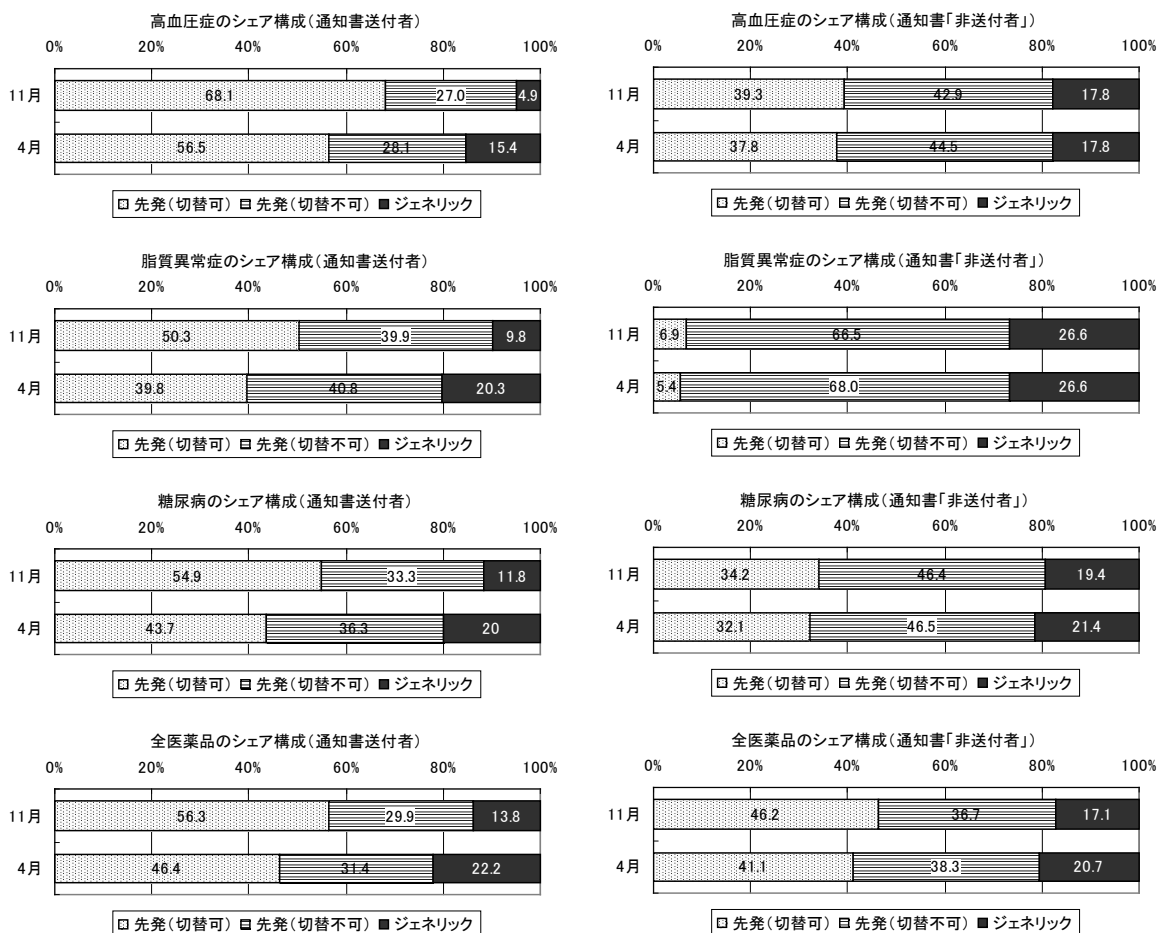 高血圧症のシェア構成(通知書送付者)
0% 20% 40% 60% 80% 100%
11月 68.1 27.0 4.9
4月 56.5 28.1 15.4
先発(切替可) 先発(切替不可) ジェネリック
高血圧症のシェア構成(通知書「非送付者」)
0% 20% 40% 60% 80% 100%
11月 39.3 42.9 17.8
4月 37.8 44.5 17.8
先発(切替可) 先発(切替不可) ジェネリック
脂質異常症のシェア構成(通知書送付者)
0% 20% 40% 60% 80% 100%
11月 50.3 39.9 9.8
4月 39.8 40.8 20.3
先発(切替可) 先発(切替不可) ジェネリック
脂質異常症のシェア構成(通知書「非送付者」)
0% 20% 40% 60% 80% 100%
11月 6.9 66.5 26.6
4月 5.4 68.0 26.6
先発(切替可) 先発(切替不可) ジェネリック
糖尿病のシェア構成(通知書送付者)
0% 20% 40% 60% 80% 100%
11月 54.9 33.3 11.8
4月 43.7 36.3 20
先発(切替可) 先発(切替不可) ジェネリック
糖尿病のシェア構成(通知書「非送付者」)
0% 20% 40% 60% 80% 100%
11月 34.2 46.4 19.4
4月 32.1 46.5 21.4
先発(切替可) 先発(切替不可) ジェネリック
全医薬品のシェア構成(通知書送付者)
0% 20% 40% 60% 80% 100%
11月 56.3 29.9 13.8
4月 46.4 31.4 22.2
先発(切替可) 先発(切替不可) ジェネリック
全医薬品のシェア構成(通知書「非送付者」)
0% 20% 40% 60% 80% 100%
11月 46.2 36.7 17.1
4月 41.1 38.3 20.7
先発(切替可) 先発(切替不可) ジェネリック